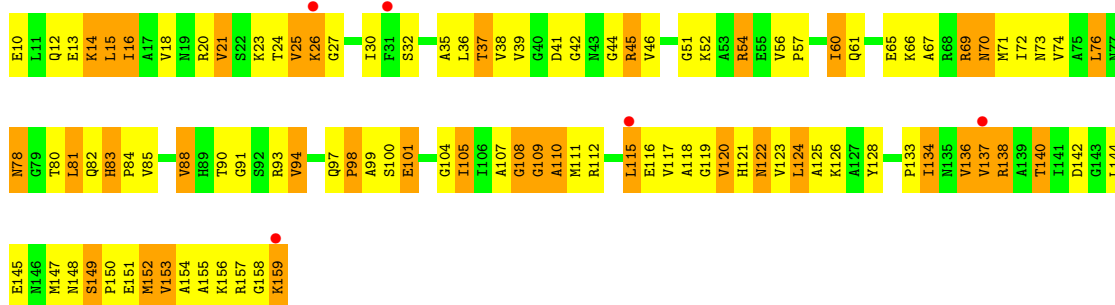 E10 L11 Q12 E13 K14 L15 I16 A17 V18 N19 R20 V21 S22 K23 T24 V25 K26 G27 I30 F31 S32 A35 L36 T37 V38 V39 G40 D41 G42 N43 G44 R45 V46 G51 K52 A53 R54 E55 V56 P57 I60 Q61 E65 K66 A67 R68 R69 N70 M71 I72 N73 V74 A75 L76 N77
N78 G79 T80 L81 Q82 H83 P84 V85 V88 H89 T90 G91 S92 R93 V94 Q97 P98 A99 S100 E101 G104 I105 I106 A107 G108 G109 A110 M111 R112 L115 E116 V117 A118 G119 V120 H121 N122 V123 L124 A125 K126 A127 Y128 P133 I134 N135 V136 V137 R138 A139 T140 I141 D142 G143 L144
E145 N146 M147 N148 S149 P150 E151 M152 V153 A154 A155 K156 R157 G158 K159